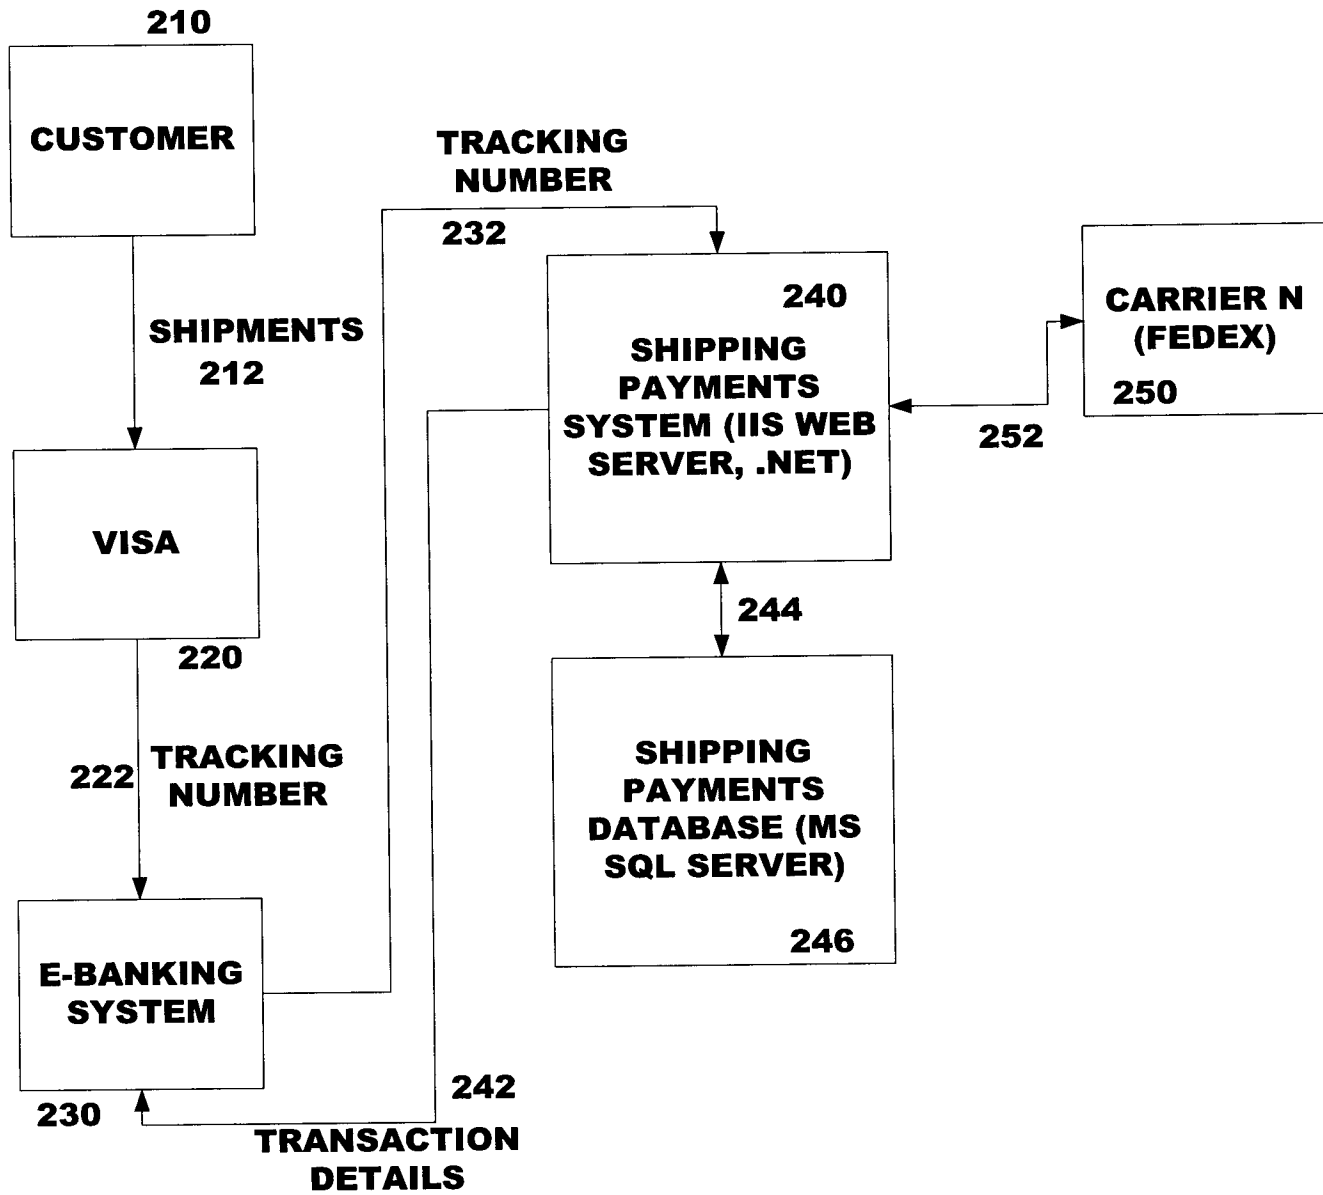 210
CUSTOMER
TRACKING
NUMBER
232
240
CARRIER N
(FEDEX)
250
SHIPMENTS
212
SHIPPING
PAYMENTS
SYSTEM (IIS WEB
SERVER, .NET)
252
VISA
220
244
222
TRACKING
NUMBER
SHIPPING
PAYMENTS
DATABASE (MS
SQL SERVER)
246
E-BANKING
SYSTEM
230
242
TRANSACTION
DETAILS